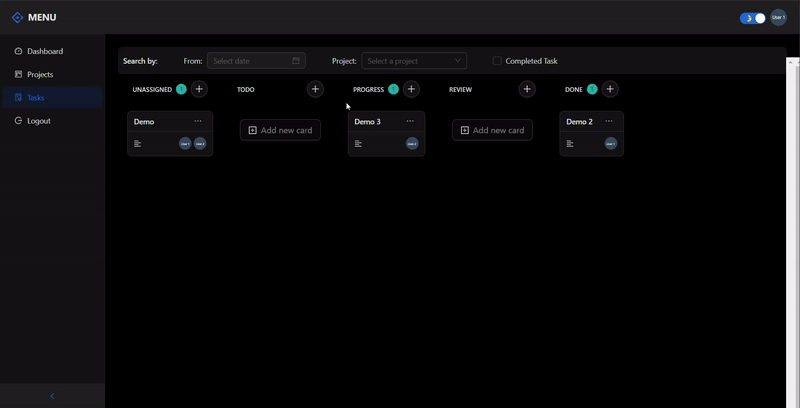 MENU
User 1
Dashboard
Projects
Tasks
Logout
Search by:
From:
Select date
Project:
Select a project
Completed Task
UNASSIGNED 1
TODO
PROGRESS 1
REVIEW
DONE 1
Demo
User 1
User 2
Add new card
Demo 3
User 2
Add new card
Demo 2
User 1